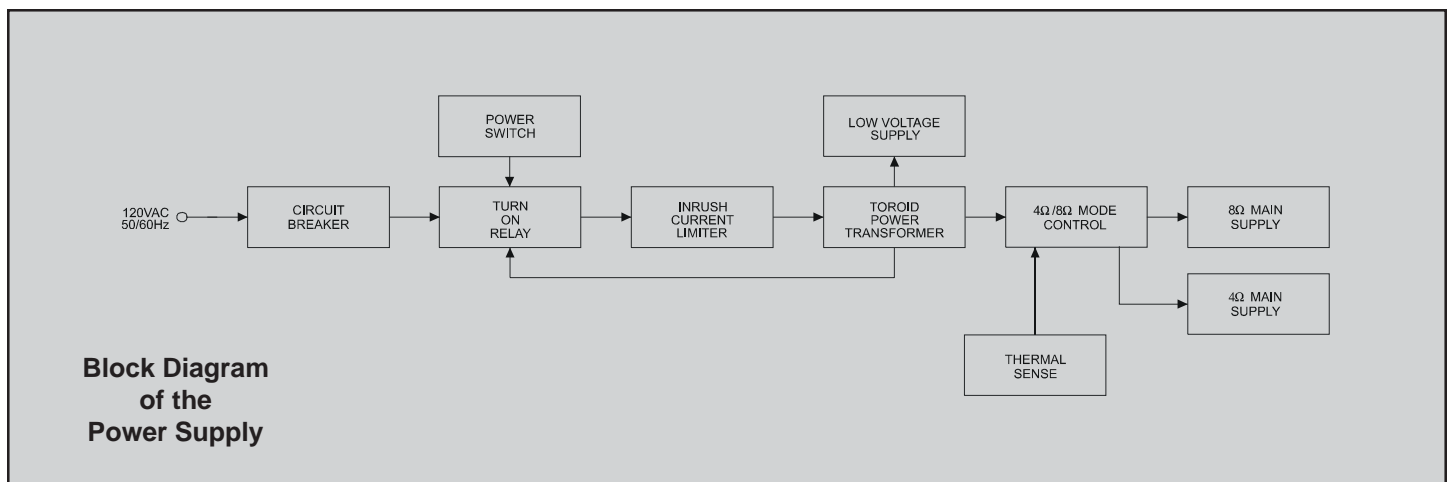 POWER
SWITCH
LOW VOLTAGE
SUPPLY
120VAC
50/60Hz
CIRCUIT
BREAKER
TURN
ON
RELAY
INRUSH
CURRENT
LIMITER
TOROID
POWER
TRANSFORMER
4Ω/8Ω MODE
CONTROL
8Ω MAIN
SUPPLY
4Ω MAIN
SUPPLY
THERMAL
SENSE
Block Diagram
of the
Power Supply